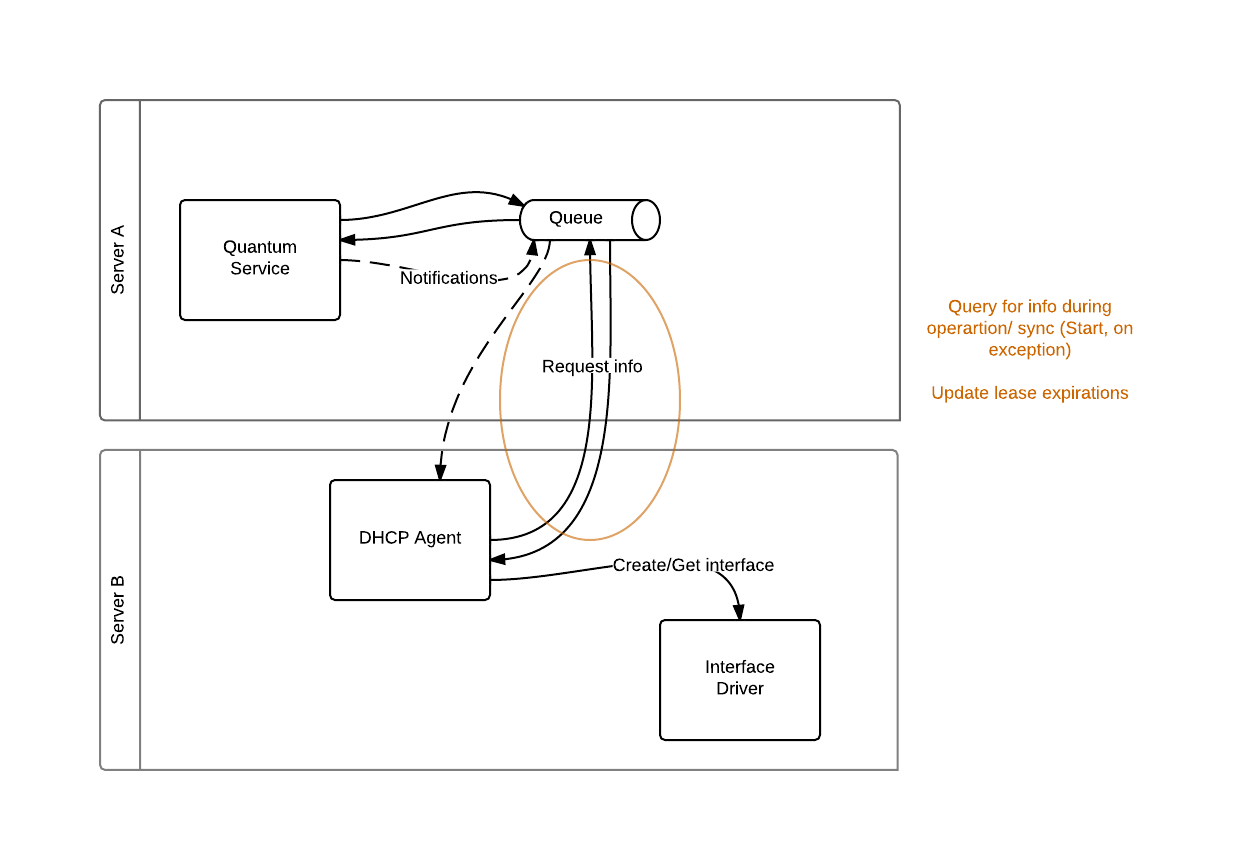 Server A
Quantum
Service
Queue
Notifications
Request info
Query for info during
operartion/ sync (Start, on
exception)
Update lease expirations
Server B
DHCP Agent
Create/Get interface
Interface
Driver